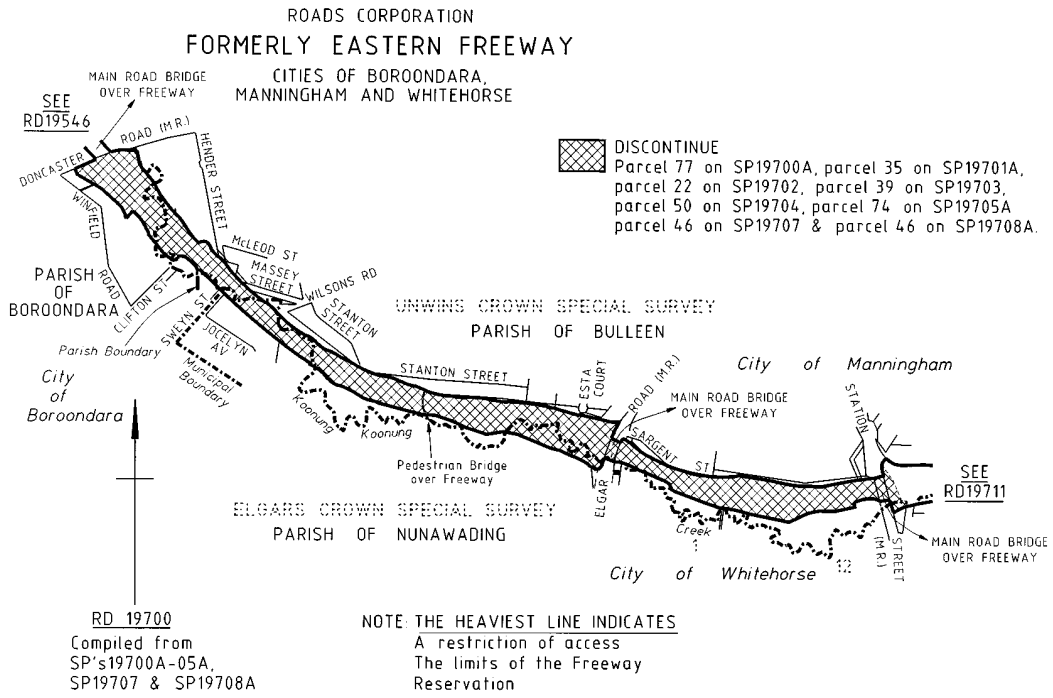 ROADS CORPORATION
FORMERLY EASTERN FREEWAY
CITIES OF BOROONDARA,
MANNINGHAM AND WHITEHORSE
MAIN ROAD BRIDGE
OVER FREEWAY
SEE
RD19546
DONCASTER
ROAD (M.R.)
HENDER STREET
WINFIELD
ROAD
DISCONTINUE
Parcel 77 on SP19700A, parcel 35 on SP19701A,
parcel 22 on SP19702, parcel 39 on SP19703,
parcel 50 on SP19704, parcel 74 on SP19705A
parcel 46 on SP19707 & parcel 46 on SP19708A.
McLEOD ST
MASSEY
STREET
WILSONS RD
STANTON
STREET
PARISH
OF
BOROONDARA
CLIFTON ST
SWEYN ST
JOCELYN
AV
Parish Boundary
Municipal
Boundary
City
of
Boroondara
UNWINS CROWN SPECIAL SURVEY
PARISH OF BULLEEN
STANTON STREET
CESTA
COURT
ROAD (M.R.)
City of Manningham
MAIN ROAD BRIDGE
OVER FREEWAY
SARGENT
ST
STATION
Koonung
Koonung
Pedestrian Bridge
over Freeway
ELGAR
SEE
RD19711
ELGARS CROWN SPECIAL SURVEY
PARISH OF NUNAWADING
Creek
1
(M.R.)
STREET
MAIN ROAD BRIDGE
OVER FREEWAY
City of Whitehorse
12
RD 19700
Compiled from
SP's19700A-05A,
SP19707 & SP19708A
NOTE: THE HEAVIEST LINE INDICATES
A restriction of access
The limits of the Freeway
Reservation